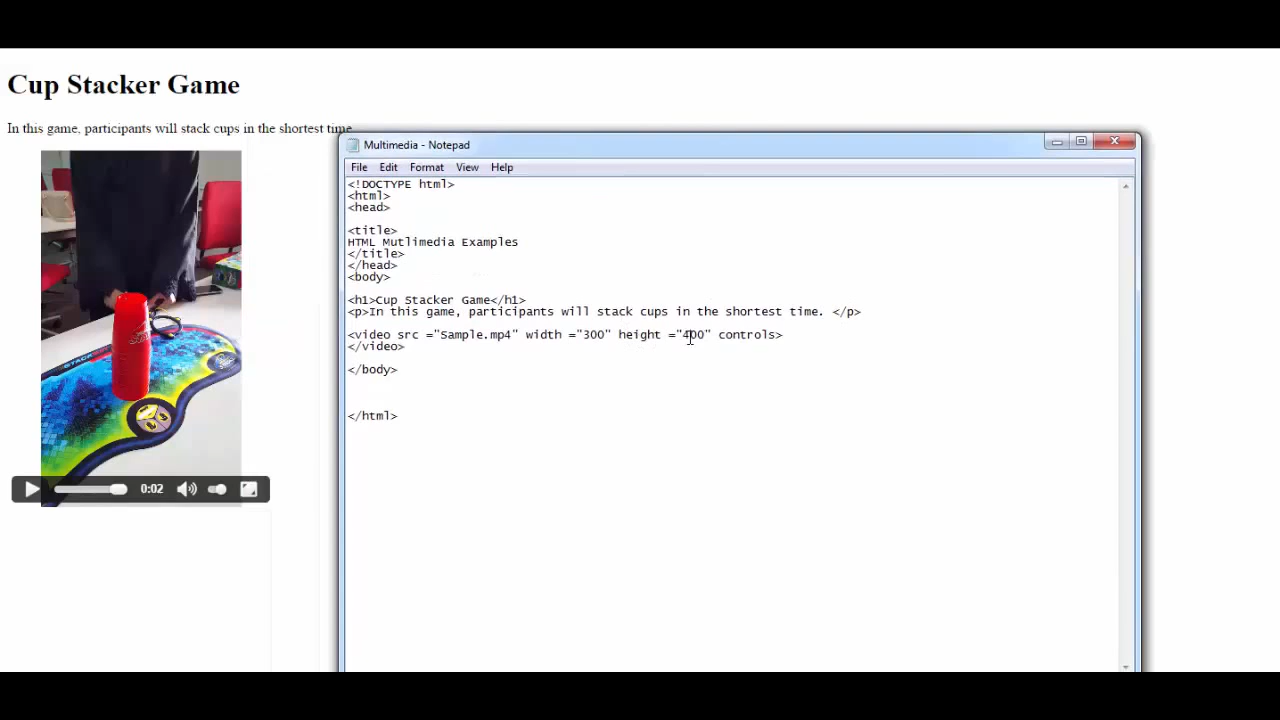 Cup Stacker Game
In this game, participants will stack cups in the shortest time.
0:02
Multimedia - Notepad
File Edit Format View Help
<!DOCTYPE html>
<html>
<head>
<title>
HTML Mutlimedia Examples
</title>
</head>
<body>
<h1>Cup Stacker Game</h1>
<p>In this game, participants will stack cups in the shortest time. </p>
<video src ="Sample.mp4" width ="300" height ="400" controls>
</video>
</body>
</html>